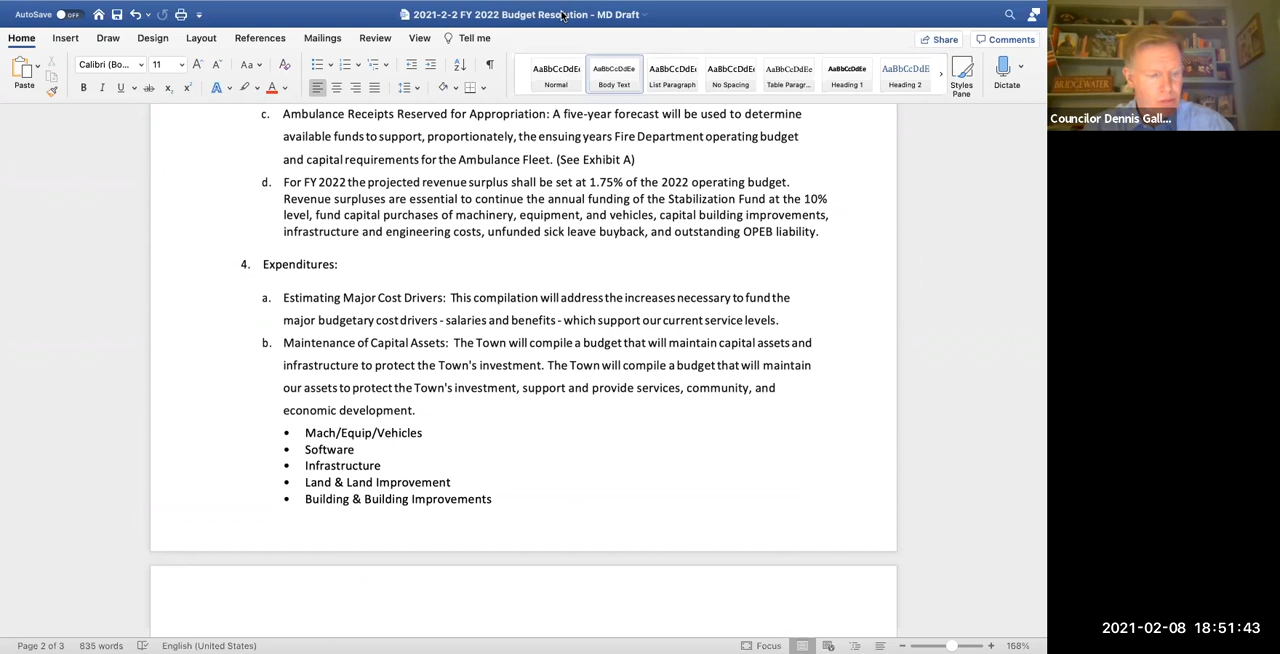 AutoSave OFF 2021-2-2 FY 2022 Budget Resolution - MD Draft
Home Insert Draw Design Layout References Mailings Review View Tell me Share Comments
Paste Calibri (Bo... 11 Aa AaBbCcDdEe Normal AaBbCcDdEe Body Text AaBbCcDdEe List Paragraph AaBbCcDdEe No Spacing AaBbCcDdEe Table Paragr... AaBbCcDdEe Heading 1 AaBbCcDdE Heading 2 Styles Pane Dictate
B I U ab x₂ x² A A
BRIDGEWATER
Councilor Dennis Gall...
c. Ambulance Receipts Reserved for Appropriation: A five-year forecast will be used to determine
available funds to support, proportionately, the ensuing years Fire Department operating budget
and capital requirements for the Ambulance Fleet. (See Exhibit A)
d. For FY 2022 the projected revenue surplus shall be set at 1.75% of the 2022 operating budget.
Revenue surpluses are essential to continue the annual funding of the Stabilization Fund at the 10%
level, fund capital purchases of machinery, equipment, and vehicles, capital building improvements,
infrastructure and engineering costs, unfunded sick leave buyback, and outstanding OPEB liability.
4. Expenditures:
a. Estimating Major Cost Drivers: This compilation will address the increases necessary to fund the
major budgetary cost drivers - salaries and benefits - which support our current service levels.
b. Maintenance of Capital Assets: The Town will compile a budget that will maintain capital assets and
infrastructure to protect the Town's investment. The Town will compile a budget that will maintain
our assets to protect the Town's investment, support and provide services, community, and
economic development.
• Mach/Equip/Vehicles
• Software
• Infrastructure
• Land & Land Improvement
• Building & Building Improvements
2021-02-08 18:51:43
Page 2 of 3 835 words English (United States) Focus 168%